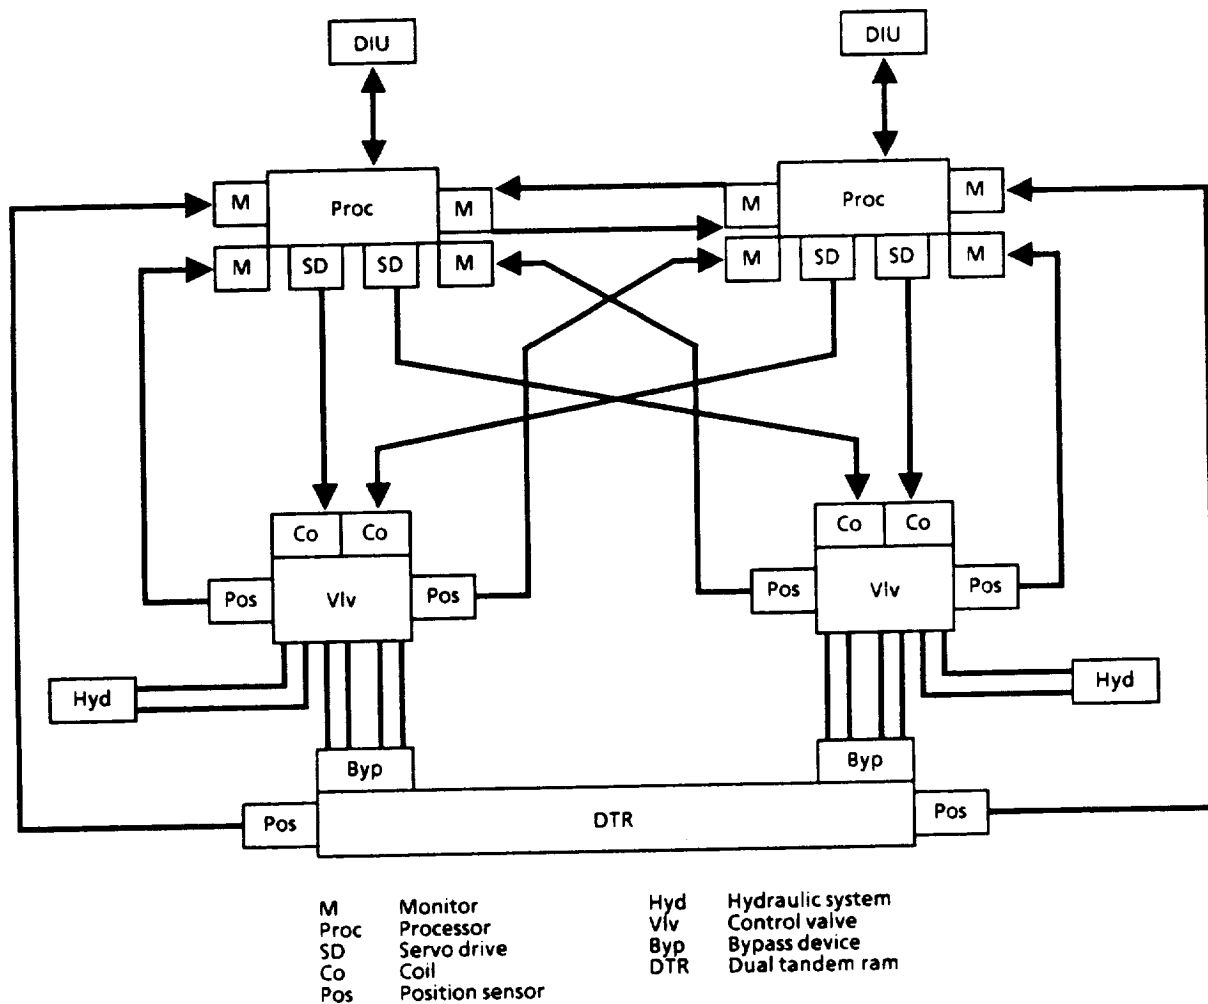 DIU
DIU
M
Proc
M
M
Proc
M
M
SD
SD
M
M
SD
SD
M
Co
Co
Co
Co
Pos
Vlv
Pos
Pos
Vlv
Pos
Hyd
Hyd
Byp
Byp
Pos
DTR
Pos
M Monitor
Proc Processor
SD Servo drive
Co Coil
Pos Position sensor
Hyd Hydraulic system
Vlv Control valve
Byp Bypass device
DTR Dual tandem ram